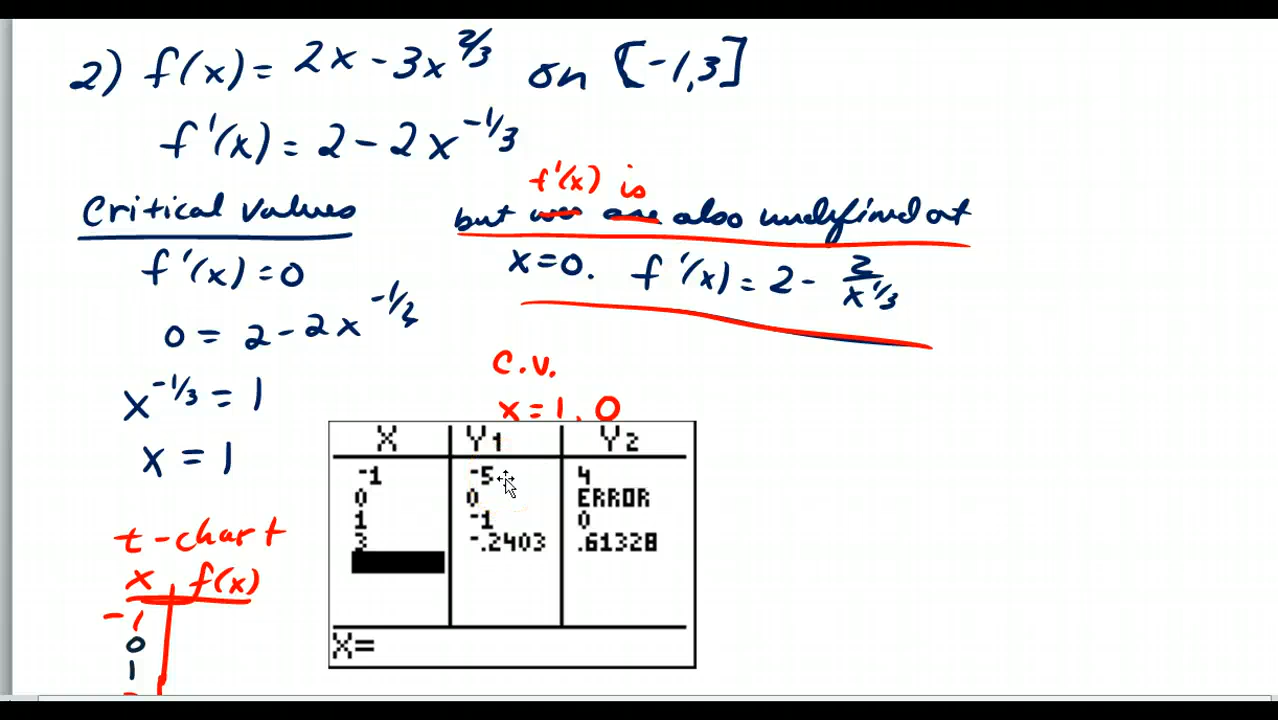 2) f(x) = 2x - 3x^2/3 on [-1,3]
f'(x) = 2 - 2x^-1/3
Critical values
f'(x) = 0
0 = 2 - 2x^-1/3
x^-1/3 = 1
x = 1
f'(x) is
but are also undefined at
x = 0. f'(x) = 2 - 2/x^1/3
C.V.
x = 1, 0
t-chart
x f(x)
-1
0
1
X Y1 Y2
-1 -5 4
0 0 ERROR
1 -1 0
3 -.2403 .61328
X=